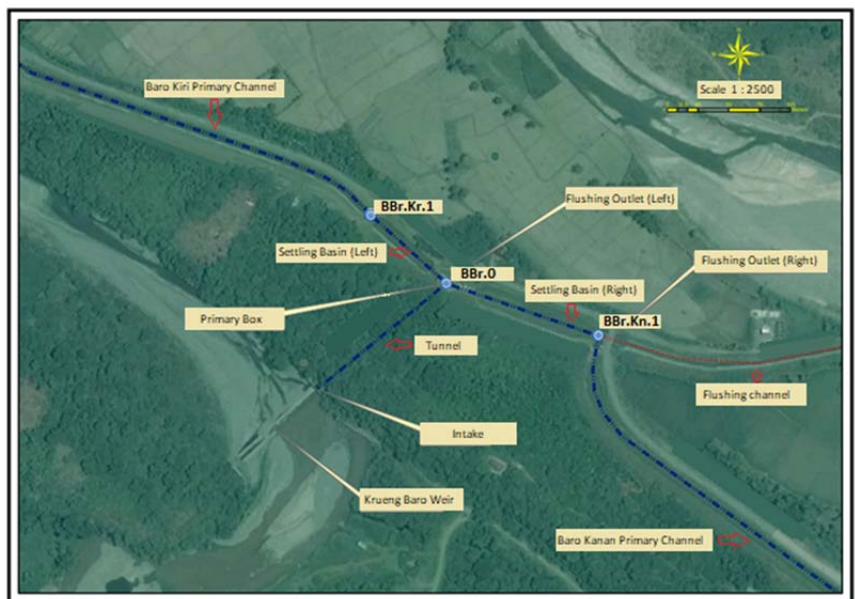 Scale 1 : 2500
Baro Kiri Primary Channel
BBr.Kr.1
Flushing Outlet (Left)
Settling Basin (Left)
BBr.0
Flushing Outlet (Right)
Settling Basin (Right)
Primary Box
BBr.Kn.1
Tunnel
Flushing channel
Intake
Krueng Baro Weir
Baro Kanan Primary Channel